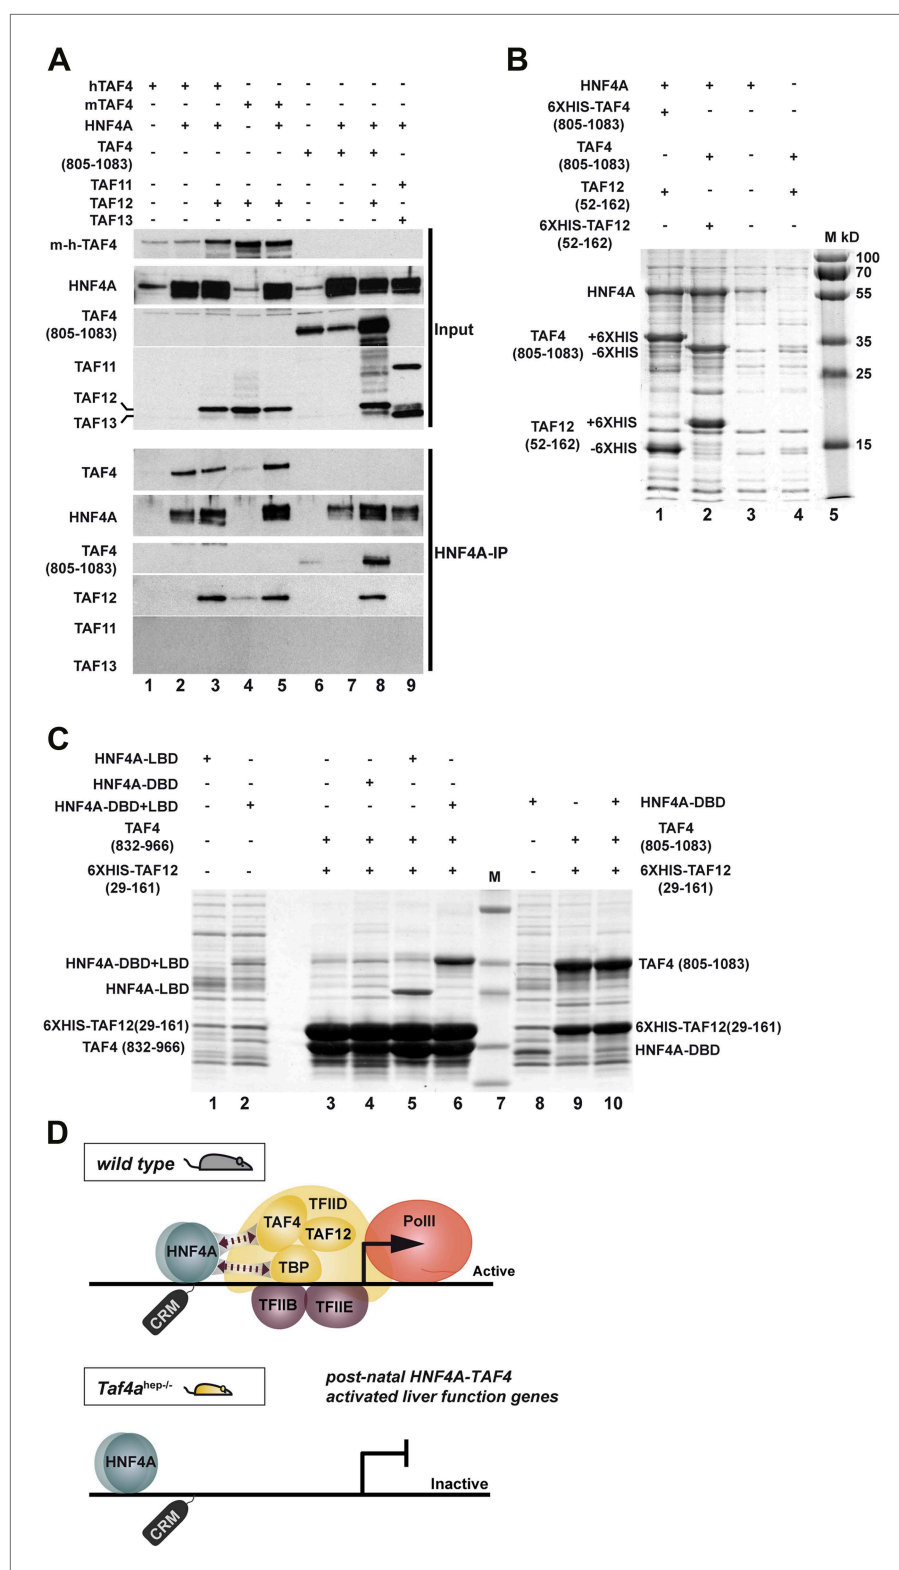 A
hTAF4 + + + - - - - - -
mTAF4 - - - + + - - - -
HNF4A - + + - + - + + +
TAF4
(805-1083) - - - - - + + + -
TAF11 - - - - - - - - +
TAF12 - - + + + - - + -
TAF13 - - - - - - - - +
m-h-TAF4
HNF4A
TAF4
(805-1083)
TAF11
TAF12
TAF13
Input
TAF4
HNF4A
TAF4
(805-1083)
TAF12
TAF11
TAF13
HNF4A-IP
1 2 3 4 5 6 7 8 9
B
HNF4A + + + -
6XHIS-TAF4
(805-1083) + - - -
TAF4
(805-1083) - + - +
TAF12
(52-162) + - - +
6XHIS-TAF12
(52-162) - + - -
M kD
100
70
55
35
25
15
HNF4A
TAF4
(805-1083)
+6XHIS
-6XHIS
TAF12
(52-162)
+6XHIS
-6XHIS
1 2 3 4 5
C
HNF4A-LBD + - - - + -
HNF4A-DBD - - - + - -
HNF4A-DBD+LBD - + - - - +
TAF4
(832-966) - - + + + +
6XHIS-TAF12
(29-161) - - + + + +
M
+ - + HNF4A-DBD
- + + TAF4
(805-1083)
- + + 6XHIS-TAF12
(29-161)
HNF4A-DBD+LBD
HNF4A-LBD
6XHIS-TAF12(29-161)
TAF4 (832-966)
TAF4 (805-1083)
6XHIS-TAF12(29-161)
HNF4A-DBD
1 2 3 4 5 6 7 8 9 10
D
wild type
TFIID
TAF4
TAF12
PolII
HNF4A
TBP
Active
TFIIB
TFIIE
CRM
Taf4a hep-/-
post-natal HNF4A-TAF4
activated liver function genes
HNF4A
Inactive
CRM